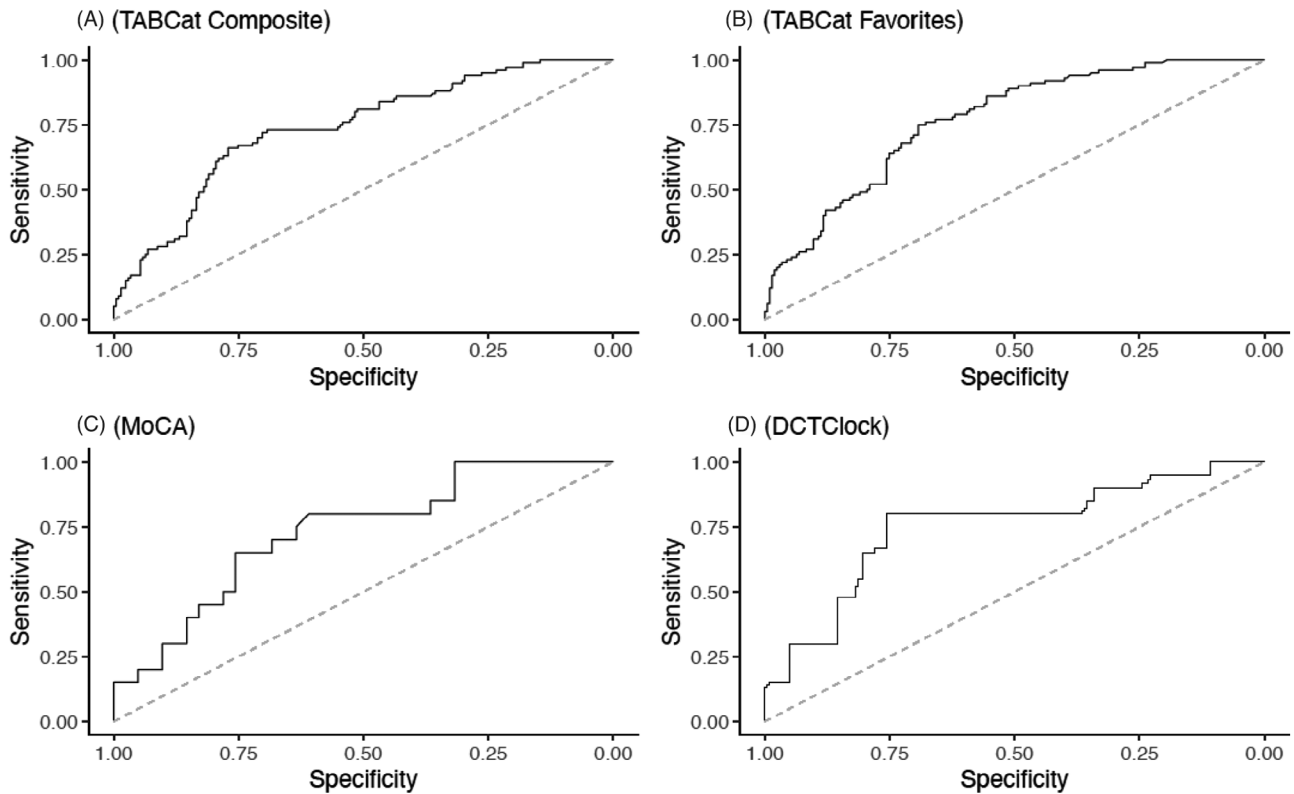 (A) (TABCat Composite)
1.00
0.75
0.50
0.25
0.00
Sensitivity
1.00 0.75 0.50 0.25 0.00
Specificity
(B) (TABCat Favorites)
1.00
0.75
0.50
0.25
0.00
Sensitivity
1.00 0.75 0.50 0.25 0.00
Specificity
(C) (MoCA)
1.00
0.75
0.50
0.25
0.00
Sensitivity
1.00 0.75 0.50 0.25 0.00
Specificity
(D) (DCTClock)
1.00
0.75
0.50
0.25
0.00
Sensitivity
1.00 0.75 0.50 0.25 0.00
Specificity